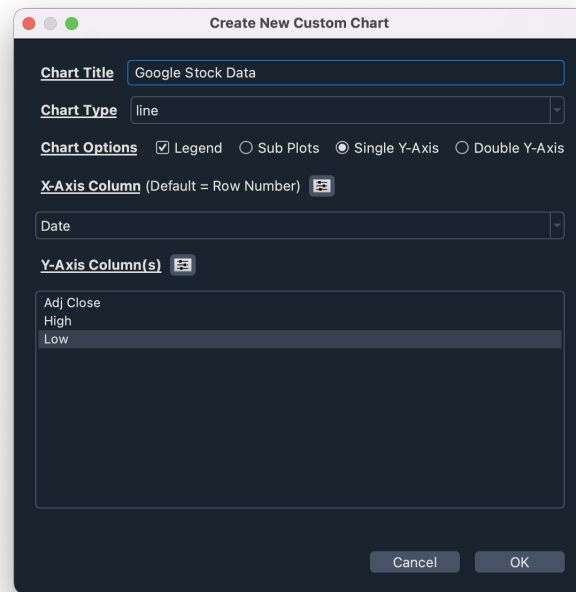 Create New Custom Chart
Chart Title Google Stock Data
Chart Type line
Chart Options Legend Sub Plots Single Y-Axis Double Y-Axis
X-Axis Column (Default = Row Number)
Date
Y-Axis Column(s)
Adj Close
High
Low
Cancel OK